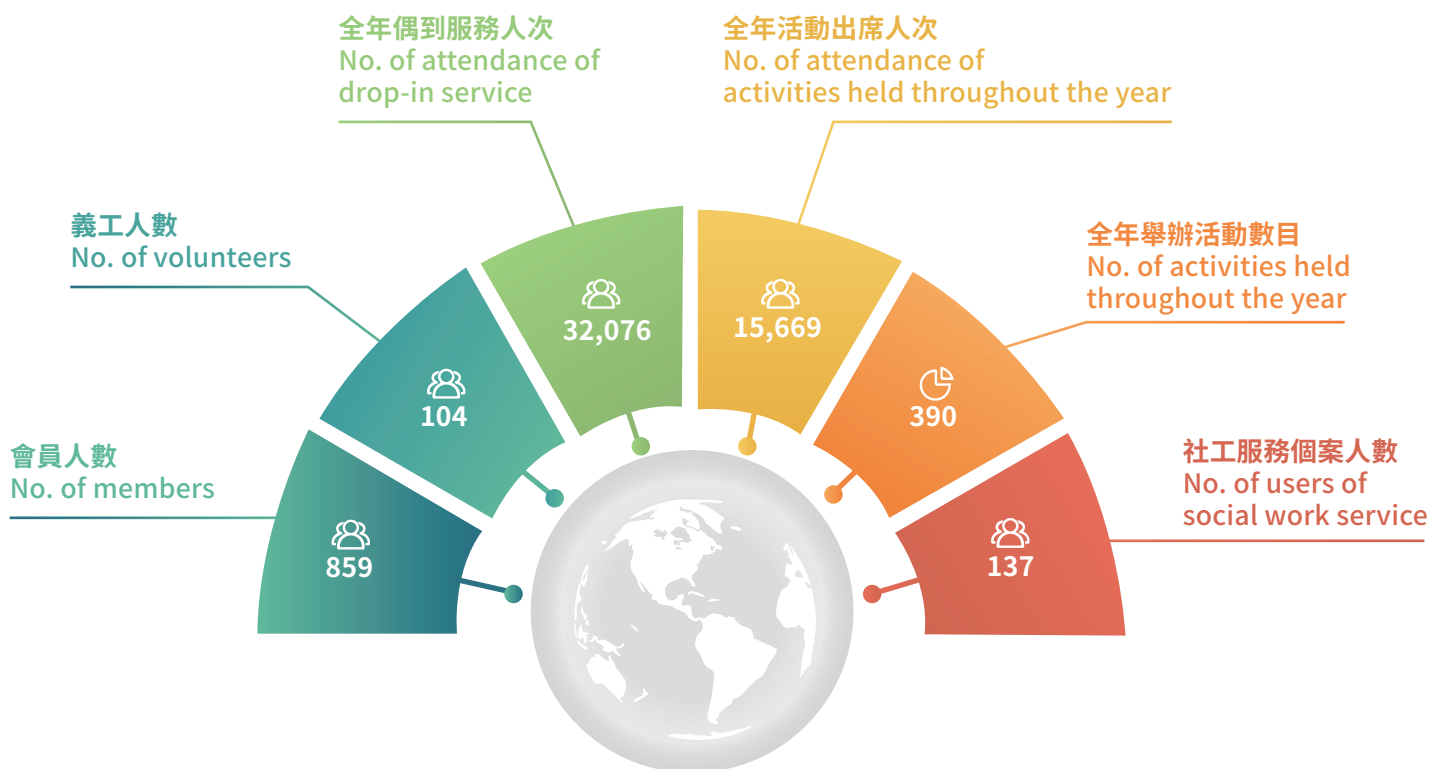 全年偶到服務人次
No. of attendance of
drop-in service
全年活動出席人次
No. of attendance of
activities held throughout the year
義工人數
No. of volunteers
全年舉辦活動數目
No. of activities held
throughout the year
會員人數
No. of members
社工服務個案人數
No. of users of
social work service
859
104
32,076
15,669
390
137